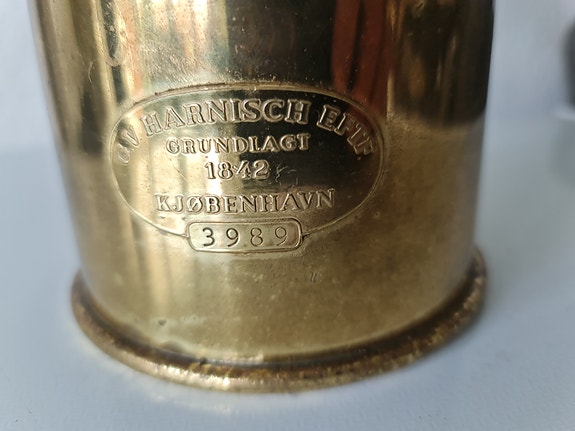 C.V. HARNISCH EFTF.
GRUNDLAGT
1842
KJØBENHAVN
3989